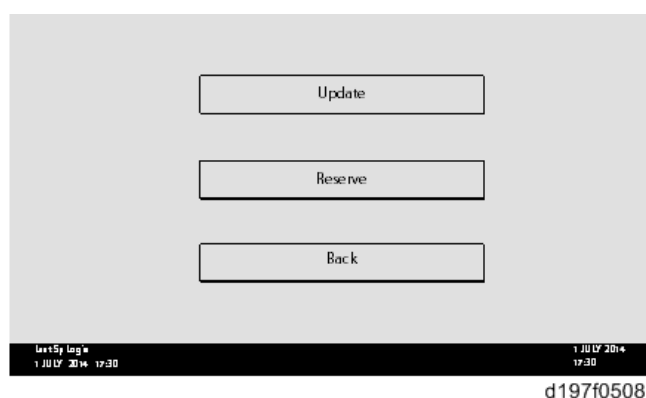 Update
Reserve
Back
Last Sp Log's
1 JULY 2014 17:30
1 JULY 2014
17:30
d197f0508